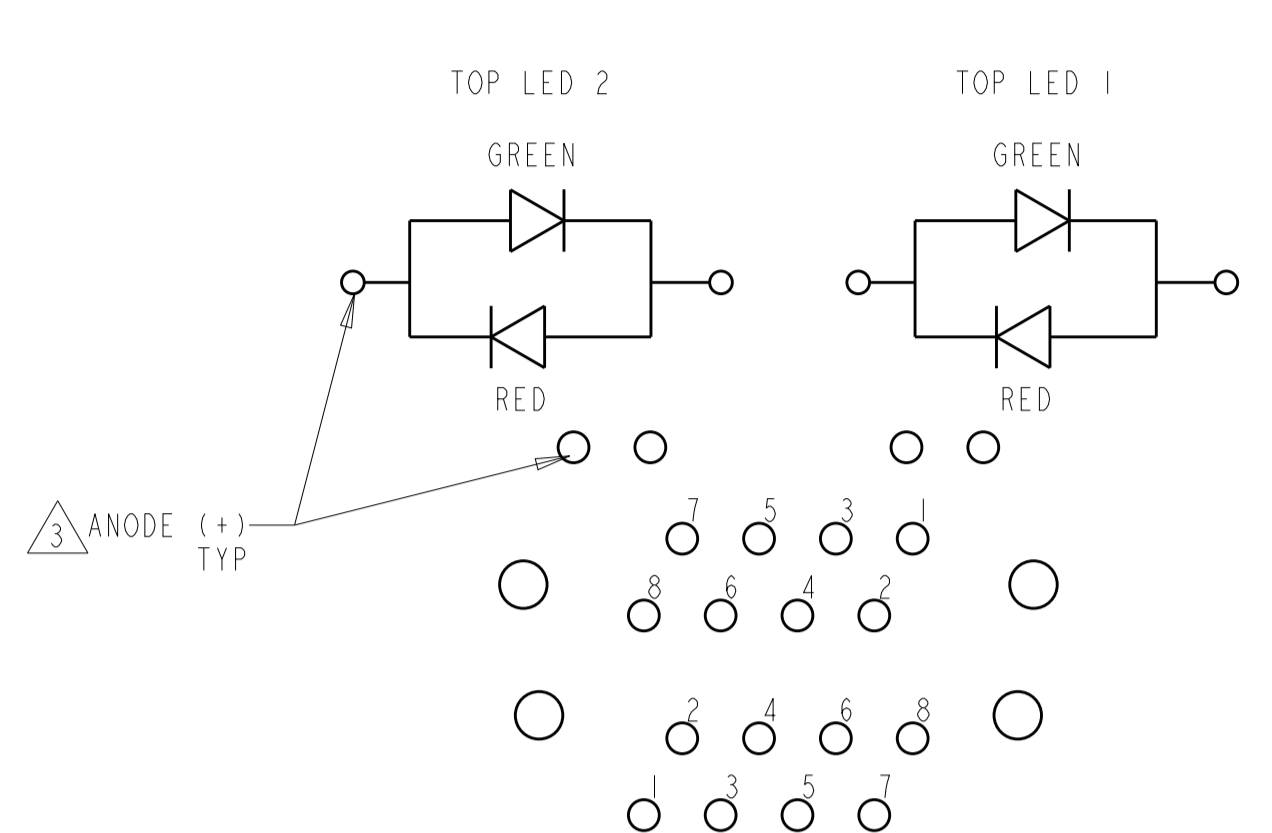 TOP LED 2
TOP LED 1
GREEN
GREEN
RED
RED
3 ANODE (+)
TYP
7 5 3 1
8 6 4 2
2 4 6 8
1 3 5 7